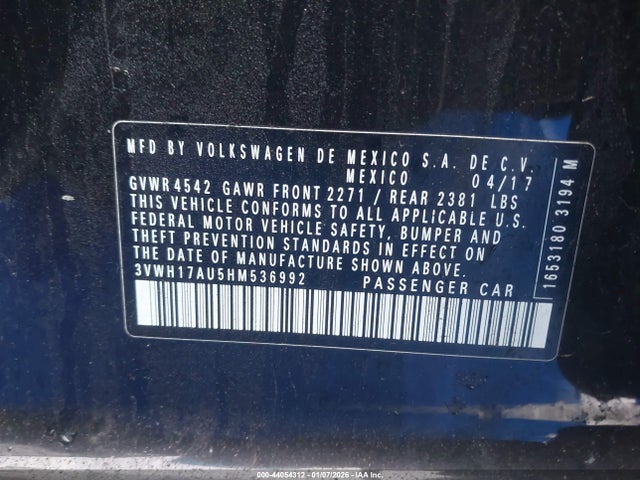 MFD BY VOLKSWAGEN DE MEXICO S.A. DE C.V.
MEXICO 04/17
GVWR 4542 GAWR FRONT 2271 / REAR 2381 LBS
THIS VEHICLE CONFORMS TO ALL APPLICABLE U.S.
FEDERAL MOTOR VEHICLE SAFETY, BUMPER AND
THEFT PREVENTION STANDARDS IN EFFECT ON
THE DATE OF MANUFACTURE SHOWN ABOVE.
3VWH17AU5HM536992 PASSENGER CAR
1653180 3194 M
000-44054312 - 01/07/2026 - IAA Inc.